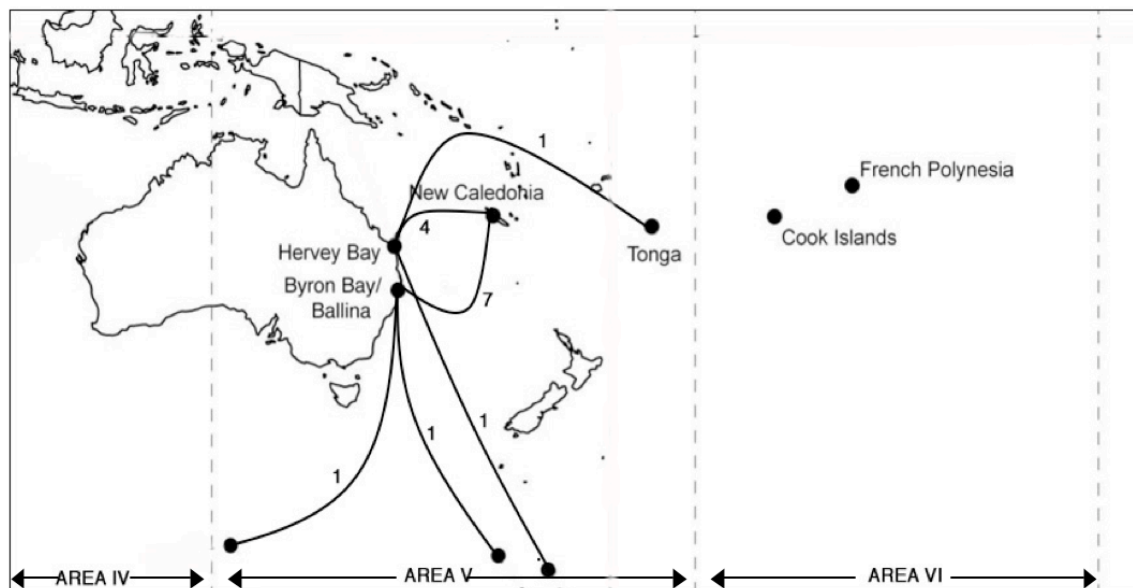 1
French Polynesia
New Caledonia
4
Cook Islands
Hervey Bay
Tonga
Byron Bay/
Ballina
7
1
1
1
AREA IV
AREA V
AREA VI